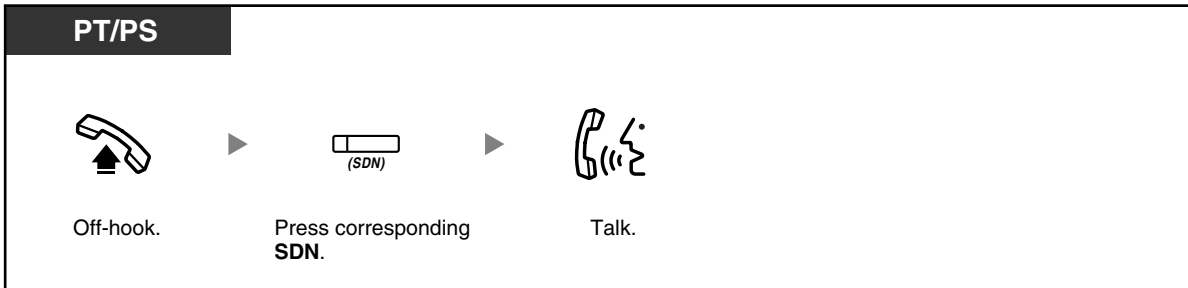 PT/PS
(SDN)
Off-hook.
Press corresponding
SDN.
Talk.